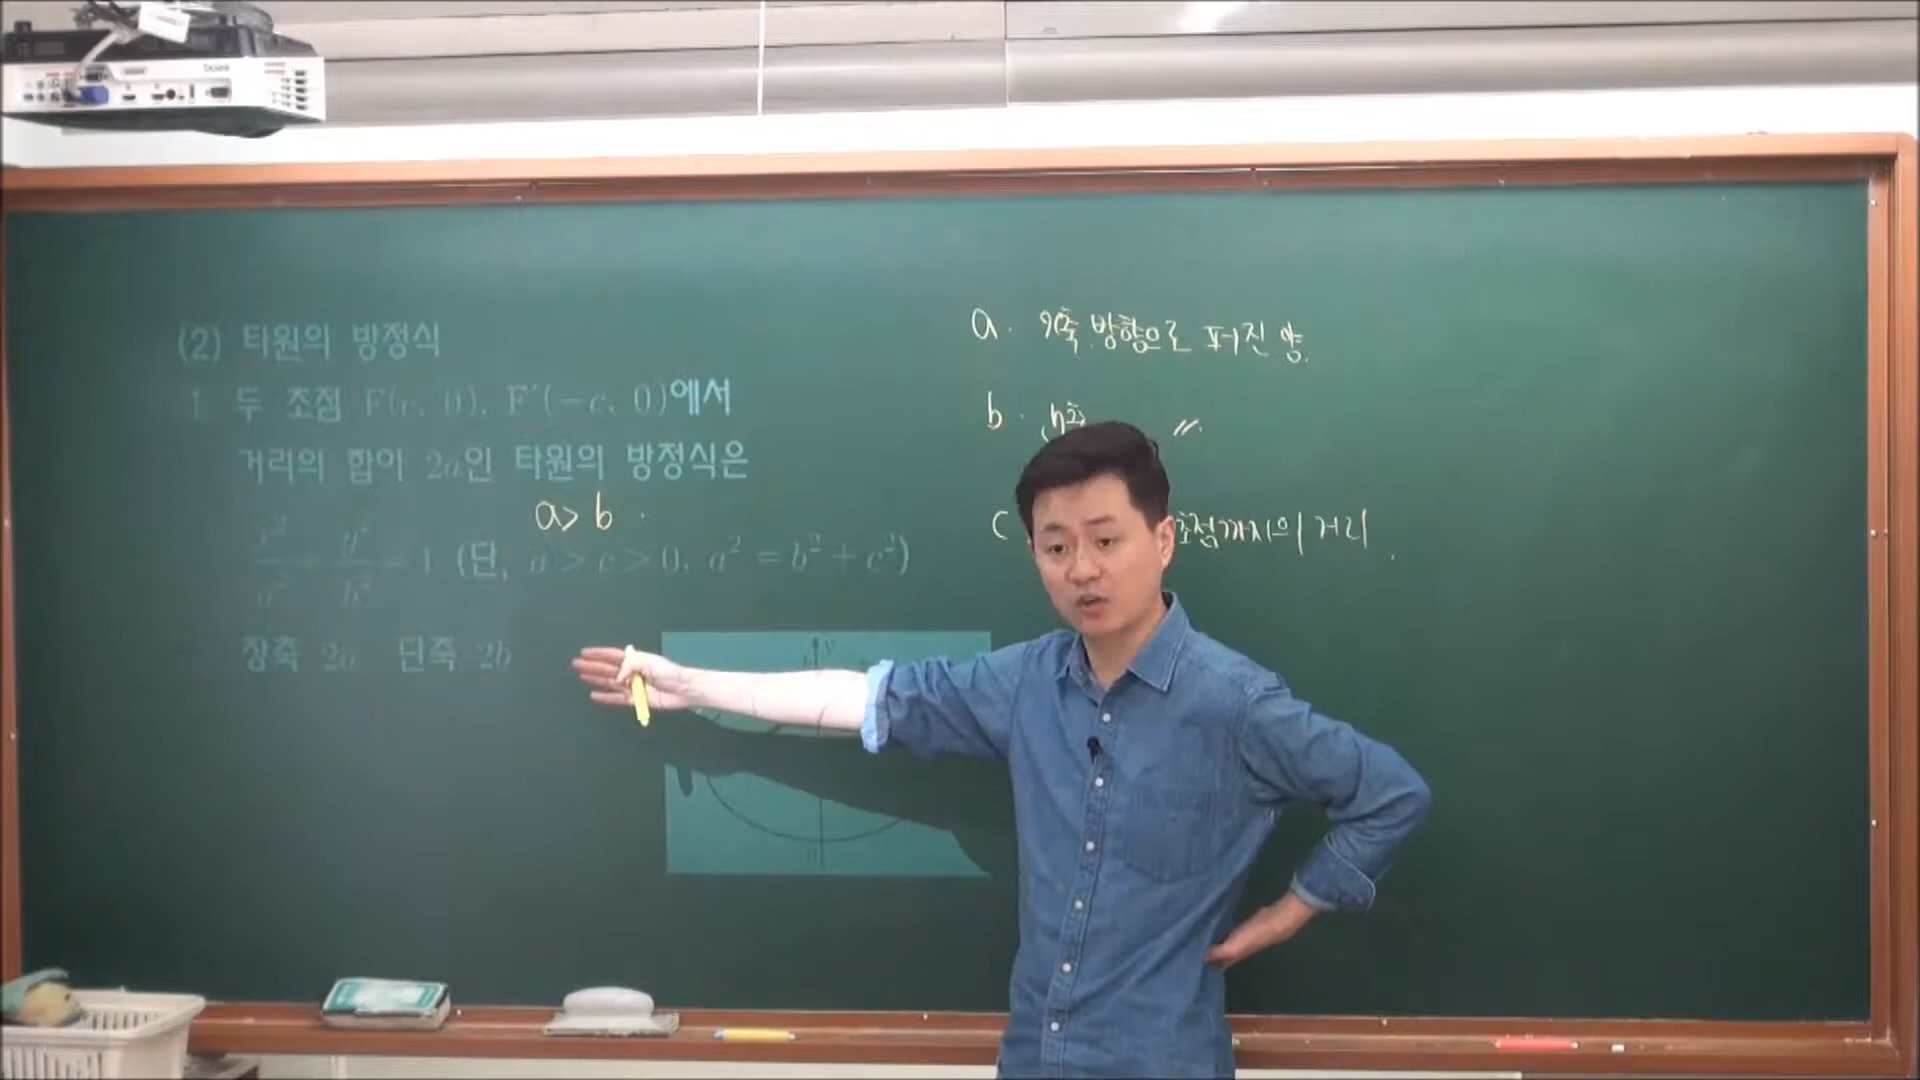 (2) 타원의 방정식
1. 두 초점 F(c, 0), F′(−c, 0)에서
거리의 합이 2a인 타원의 방정식은
a > b
x²/a² + y²/b² = 1 (단, a > c > 0, a² = b² + c²)
장축 2a 단축 2b
a. x축 방향으로 퍼진 양.
b. y축 〃.
c 초점까지의 거리.
BenQ